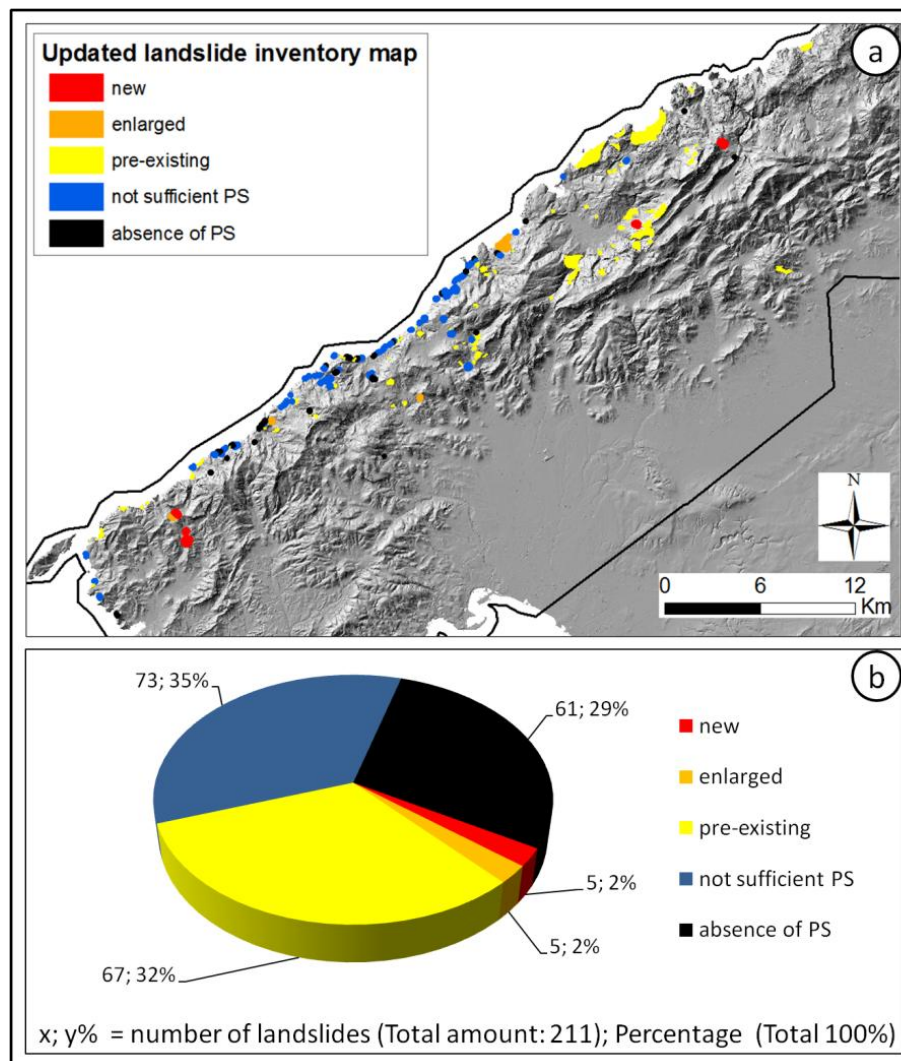 Updated landslide inventory map
new
enlarged
pre-existing
not sufficient PS
absence of PS
a
N
0 6 12
Km
b
73; 35%
61; 29%
5; 2%
5; 2%
67; 32%
new
enlarged
pre-existing
not sufficient PS
absence of PS
x; y% = number of landslides (Total amount: 211); Percentage (Total 100%)